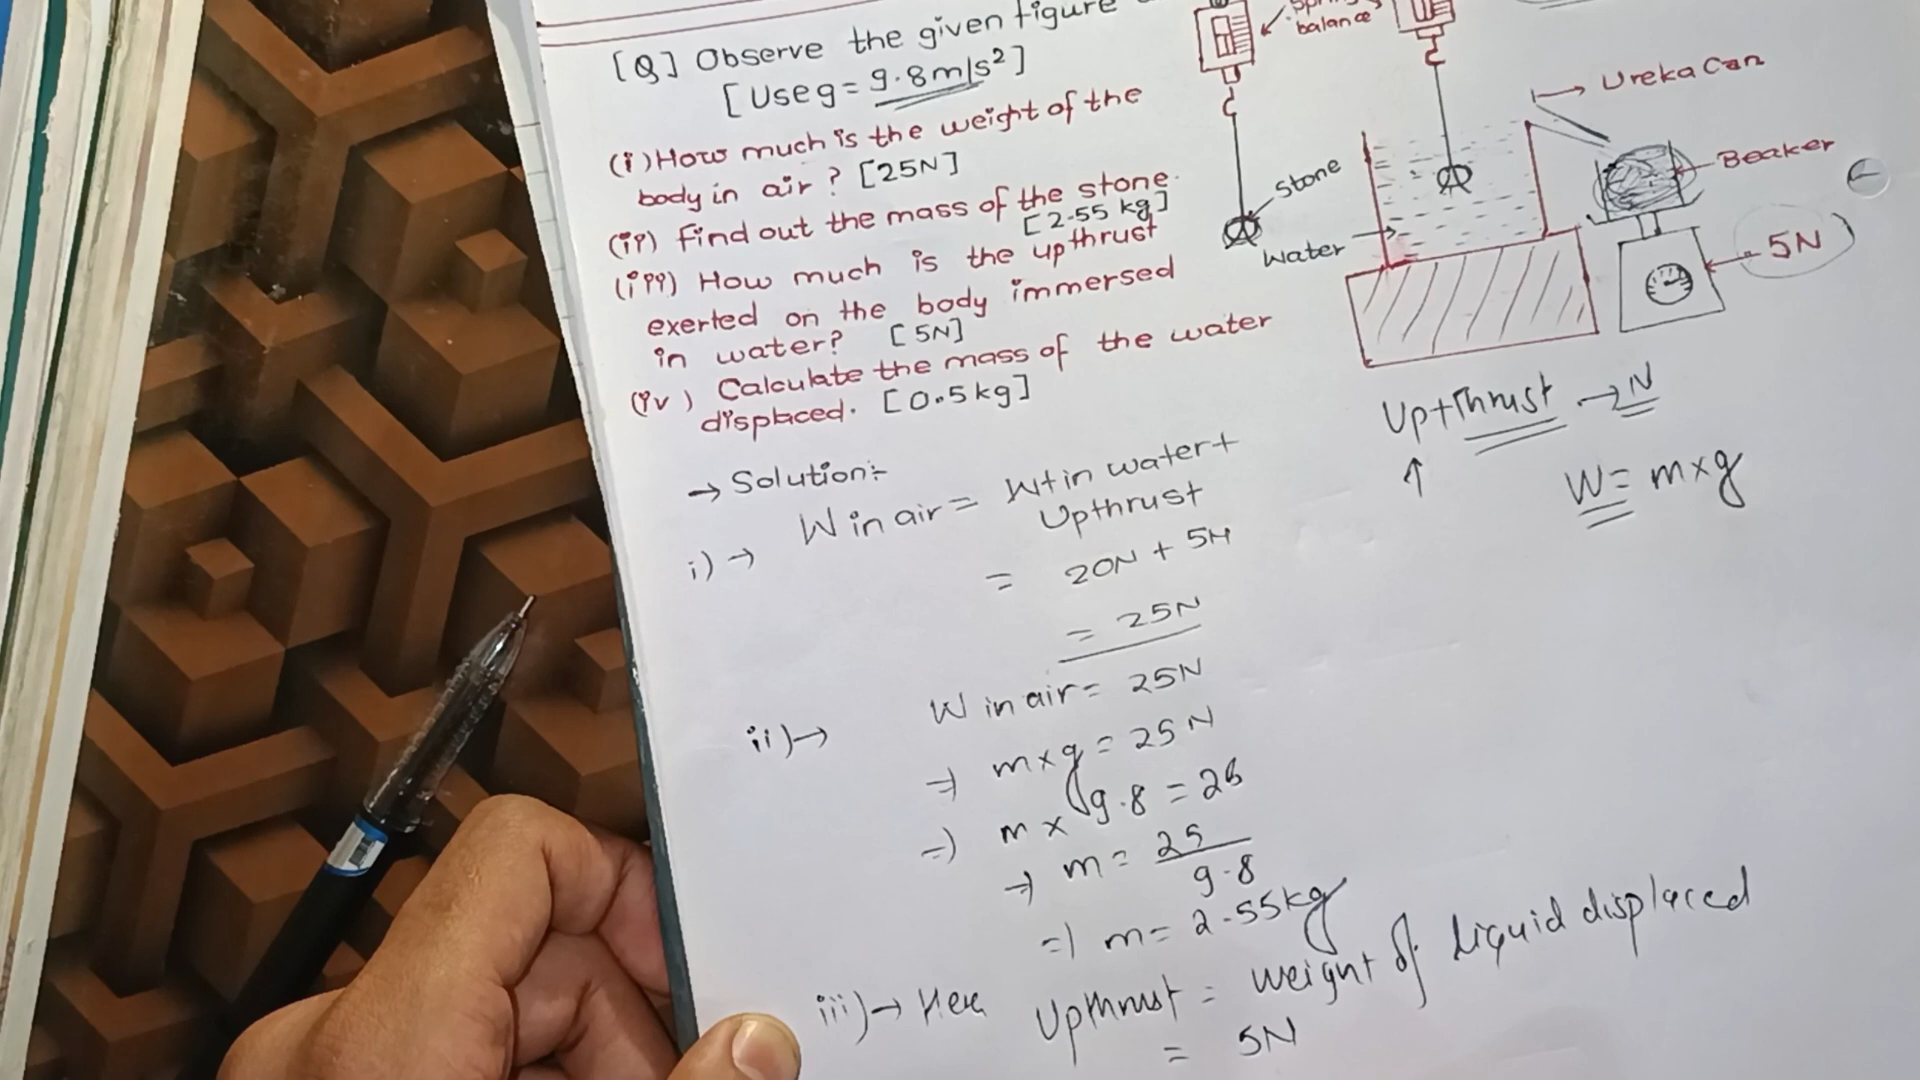 [Q] Observe the given figure
[Use g = 9.8m/s²]
(i) How much is the weight of the
body in air ? [25N]
(ii) Find out the mass of the stone.
[2.55 kg]
(iii) How much is the upthrust
exerted on the body immersed
in water? [5N]
(iv) Calculate the mass of the water
displaced. [0.5kg]
balance
Ureka Can
Beaker
Stone
Water
5N
Upthrust → N
↑
W = m×g
→ Solution:-
i) → W in air = Wt in water +
Upthrust
= 20N + 5N
= 25N
ii) → W in air = 25N
⇒ m×g = 25N
⇒ m× 9.8 = 25
⇒ m = 25/9.8
⇒ m = 2.55kg
iii) → Here Upthrust = weight of liquid displaced
= 5N